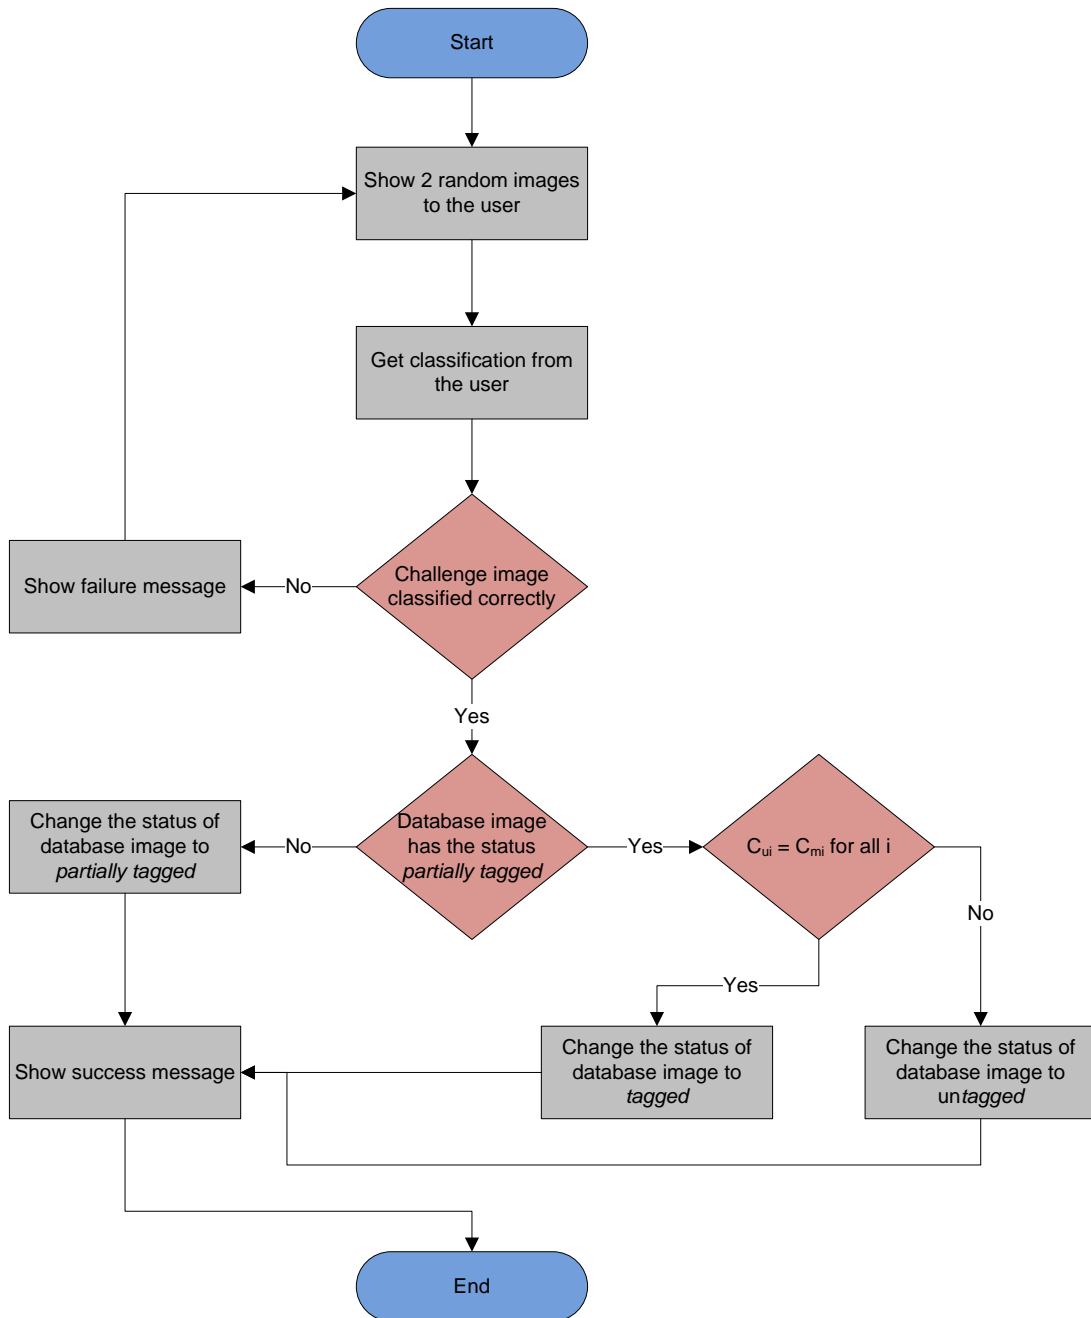 Start
Show 2 random images
to the user
Get classification from
the user
Challenge image
classified correctly
No
Show failure message
Yes
Database image
has the status
partially tagged
No
Change the status of
database image to
partially tagged
Yes
Cui = Cmi for all i
No
Yes
Change the status of
database image to
tagged
Change the status of
database image to
untagged
Show success message
End